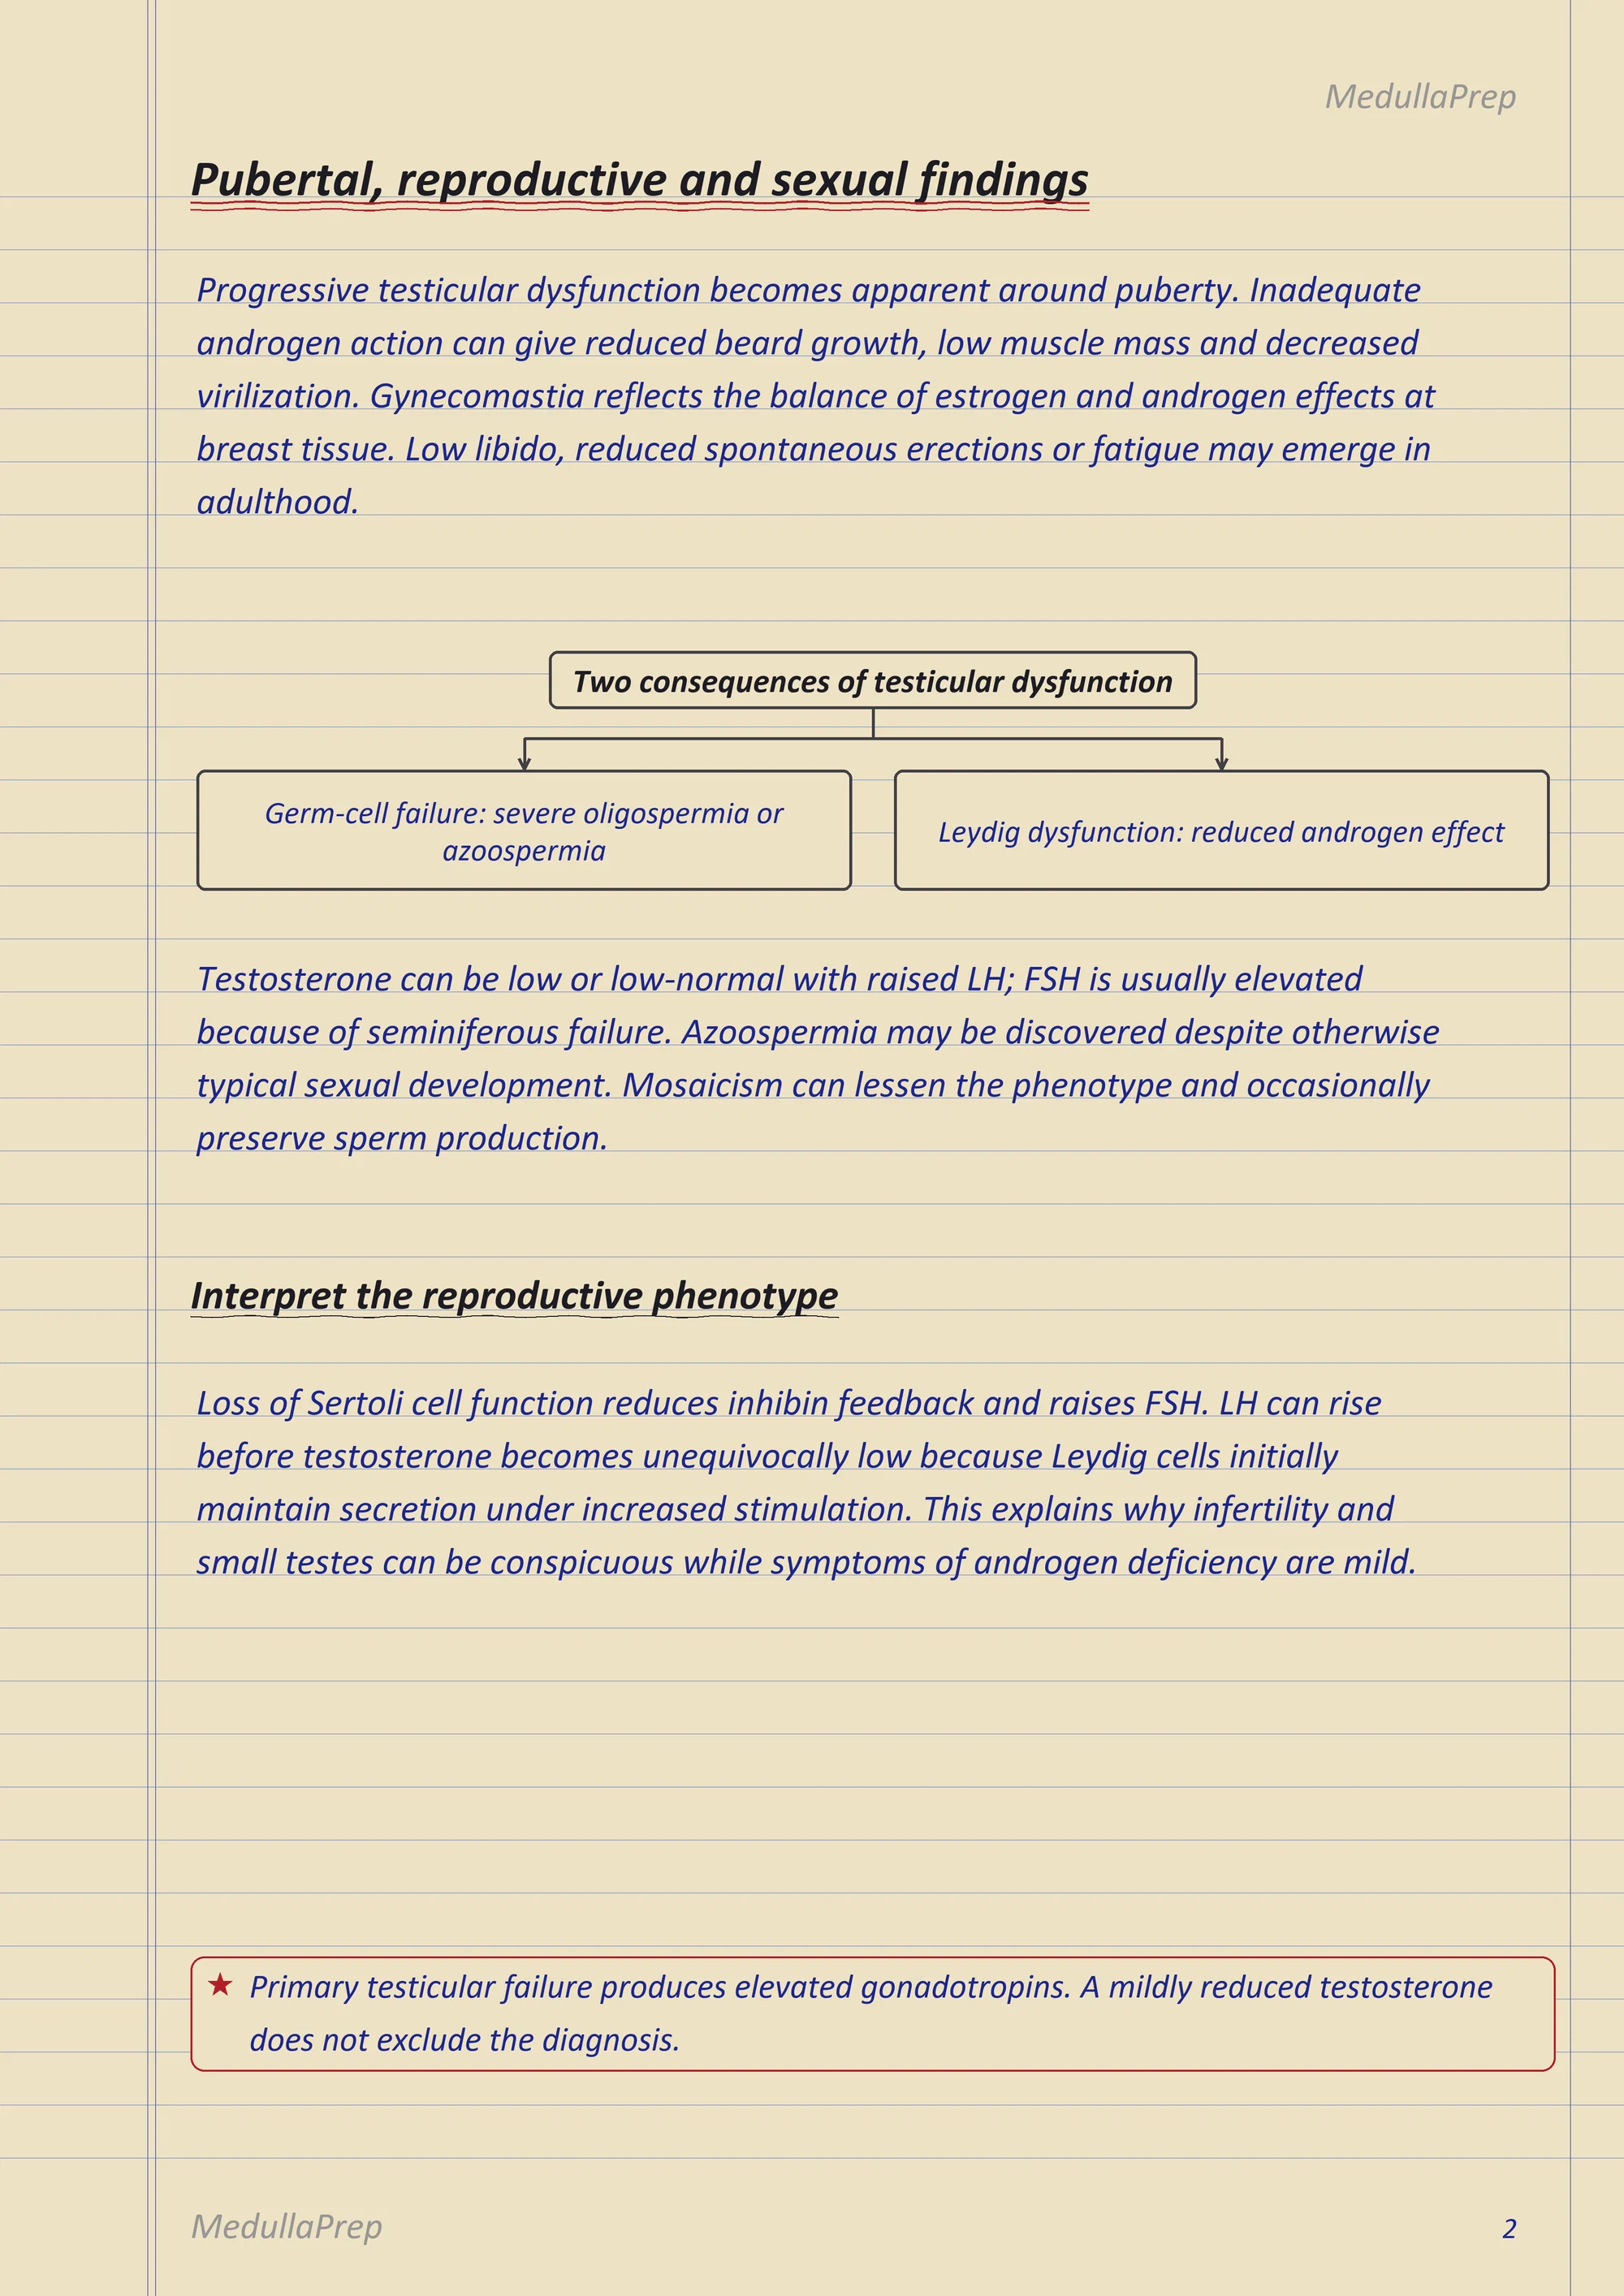 MedullaPrep
Pubertal, reproductive and sexual findings
Progressive testicular dysfunction becomes apparent around puberty. Inadequate
androgen action can give reduced beard growth, low muscle mass and decreased
virilization. Gynecomastia reflects the balance of estrogen and androgen effects at
breast tissue. Low libido, reduced spontaneous erections or fatigue may emerge in
adulthood.
Two consequences of testicular dysfunction
Germ-cell failure: severe oligospermia or
azoospermia
Leydig dysfunction: reduced androgen effect
Testosterone can be low or low-normal with raised LH; FSH is usually elevated
because of seminiferous failure. Azoospermia may be discovered despite otherwise
typical sexual development. Mosaicism can lessen the phenotype and occasionally
preserve sperm production.
Interpret the reproductive phenotype
Loss of Sertoli cell function reduces inhibin feedback and raises FSH. LH can rise
before testosterone becomes unequivocally low because Leydig cells initially
maintain secretion under increased stimulation. This explains why infertility and
small testes can be conspicuous while symptoms of androgen deficiency are mild.
★ Primary testicular failure produces elevated gonadotropins. A mildly reduced testosterone
does not exclude the diagnosis.
MedullaPrep
2